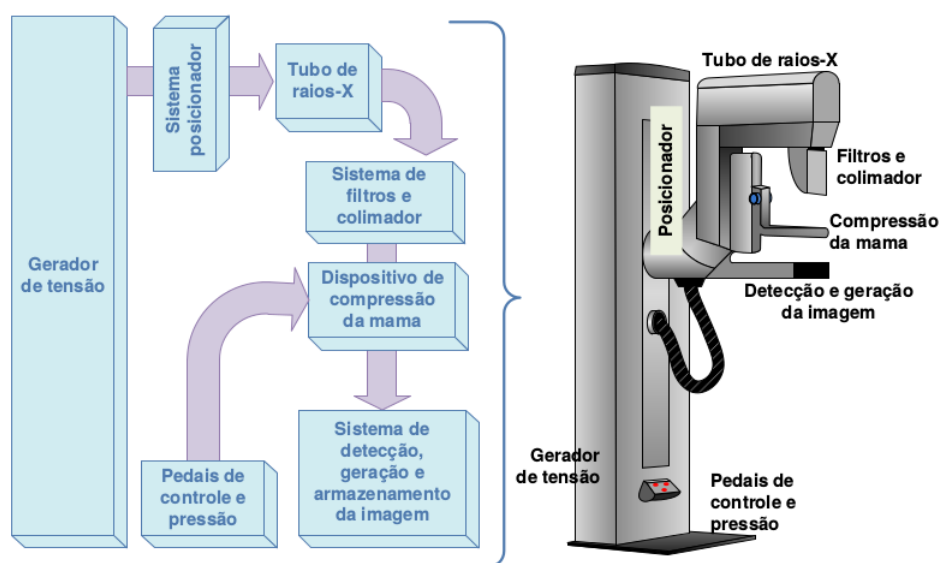 Gerador
de tensão
Sistema
posicionador
Tubo de
raios-X
Sistema de
filtros e
colimador
Dispositivo de
compressão
da mama
Pedais de
controle e
pressão
Sistema de
detecção,
geração e
armazenamento
da imagem
Tubo de raios-X
Posicionador
Filtros e
colimador
Compressão
da mama
Detecção e geração
da imagem
Gerador
de tensão
Pedais de
controle e
pressão